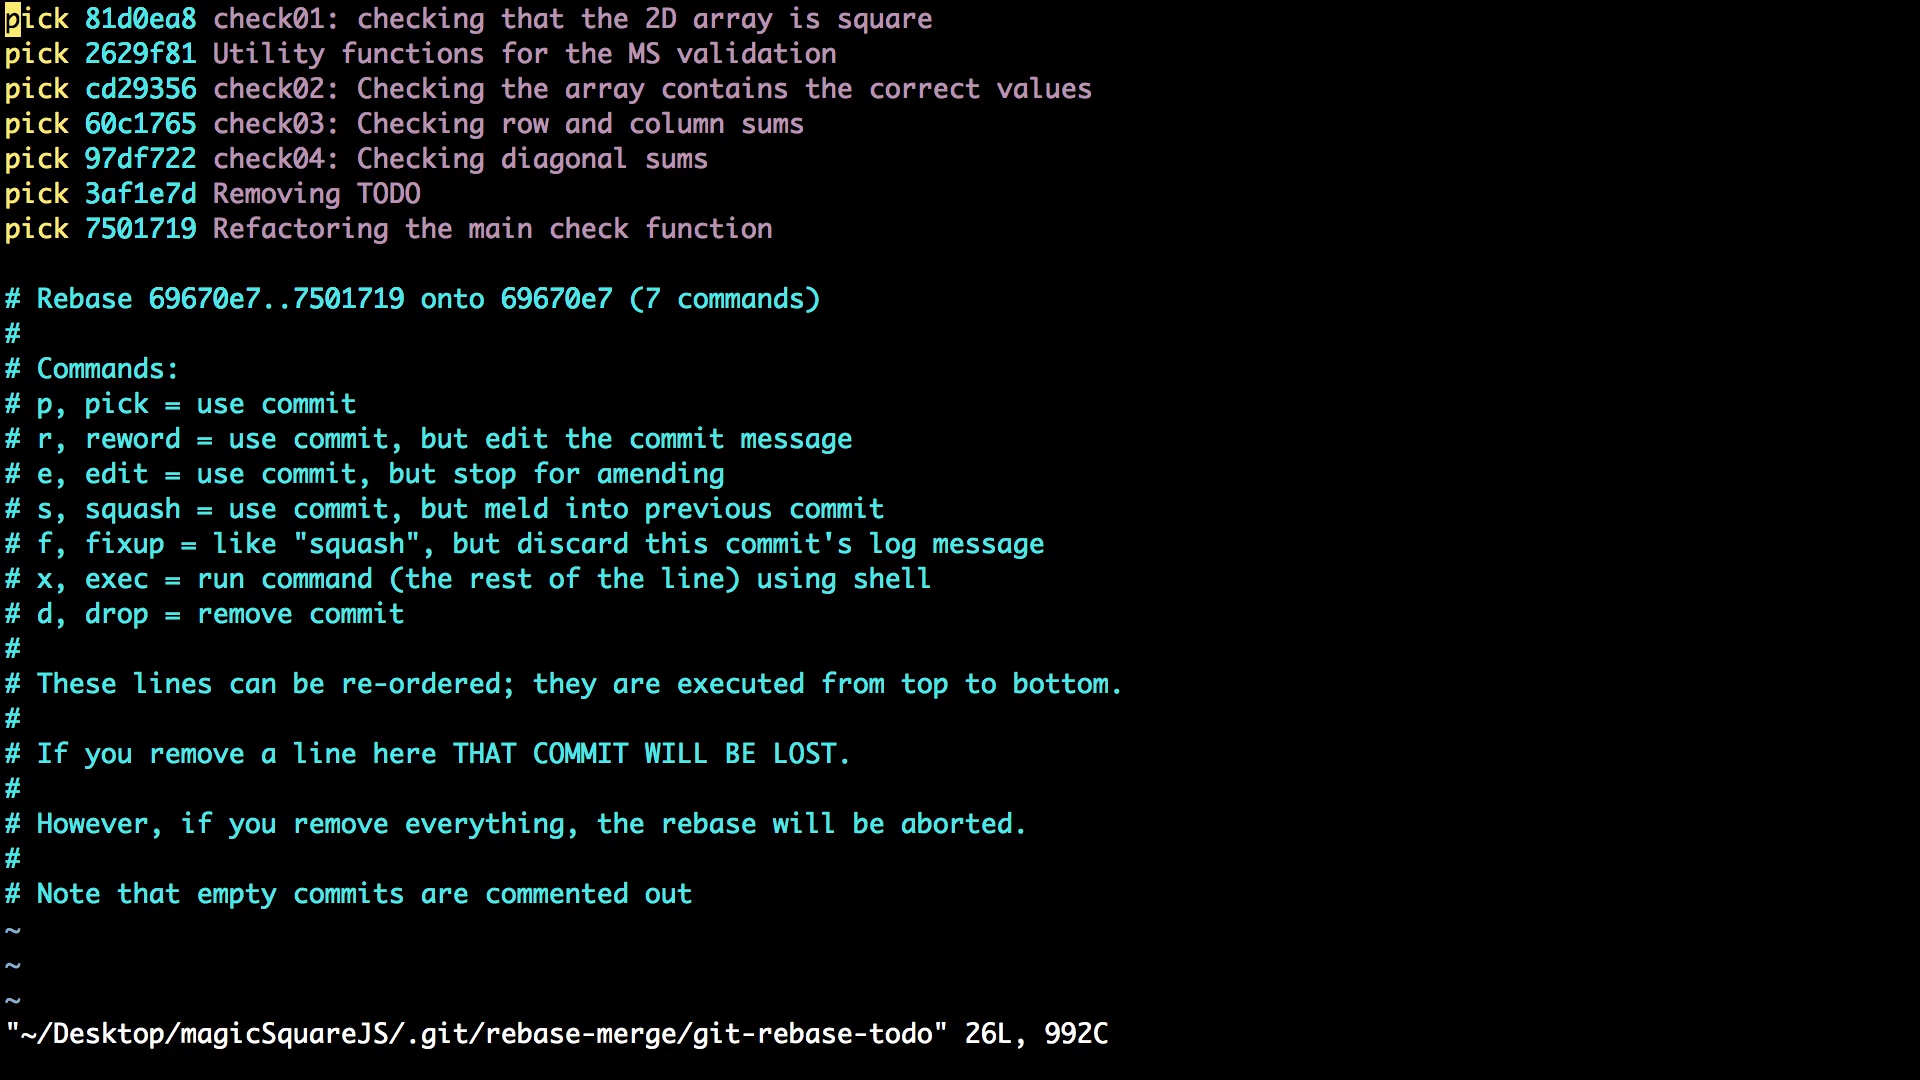 pick 81d0ea8 check01: checking that the 2D array is square
pick 2629f81 Utility functions for the MS validation
pick cd29356 check02: Checking the array contains the correct values
pick 60c1765 check03: Checking row and column sums
pick 97df722 check04: Checking diagonal sums
pick 3af1e7d Removing TODO
pick 7501719 Refactoring the main check function

# Rebase 69670e7..7501719 onto 69670e7 (7 commands)
#
# Commands:
# p, pick = use commit
# r, reword = use commit, but edit the commit message
# e, edit = use commit, but stop for amending
# s, squash = use commit, but meld into previous commit
# f, fixup = like "squash", but discard this commit's log message
# x, exec = run command (the rest of the line) using shell
# d, drop = remove commit
#
# These lines can be re-ordered; they are executed from top to bottom.
#
# If you remove a line here THAT COMMIT WILL BE LOST.
#
# However, if you remove everything, the rebase will be aborted.
#
# Note that empty commits are commented out
~
~
~
"~/Desktop/magicSquareJS/.git/rebase-merge/git-rebase-todo" 26L, 992C